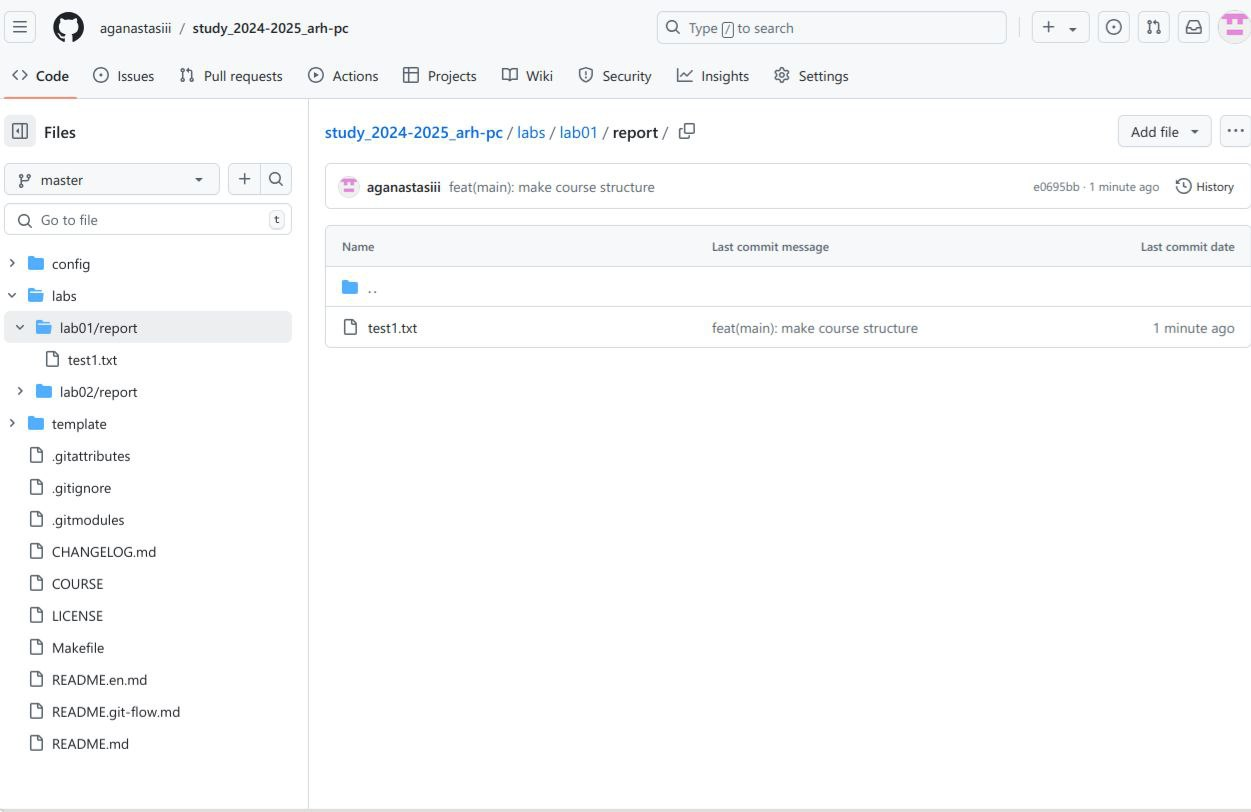 aganastasiii / study_2024-2025_arh-pc
Type / to search
Code Issues Pull requests Actions Projects Wiki Security Insights Settings
Files
master
Go to file t
config
labs
lab01/report
test1.txt
lab02/report
template
.gitattributes
.gitignore
.gitmodules
CHANGELOG.md
COURSE
LICENSE
Makefile
README.en.md
README.git-flow.md
README.md
study_2024-2025_arh-pc / labs / lab01 / report /
Add file
aganastasiii feat(main): make course structure e0695bb · 1 minute ago History
Name Last commit message Last commit date
..
test1.txt feat(main): make course structure 1 minute ago